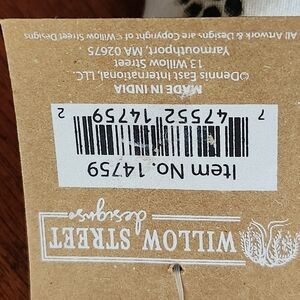 WILLOW STREET
designs®
Item No. 14759
7 47552 14759 2
MADE IN INDIA
©Dennis East International, LLC.
13 Willow Street
Yarmouthport, MA 02675
All Artwork & Designs are Copyright of ©Willow Street Designs